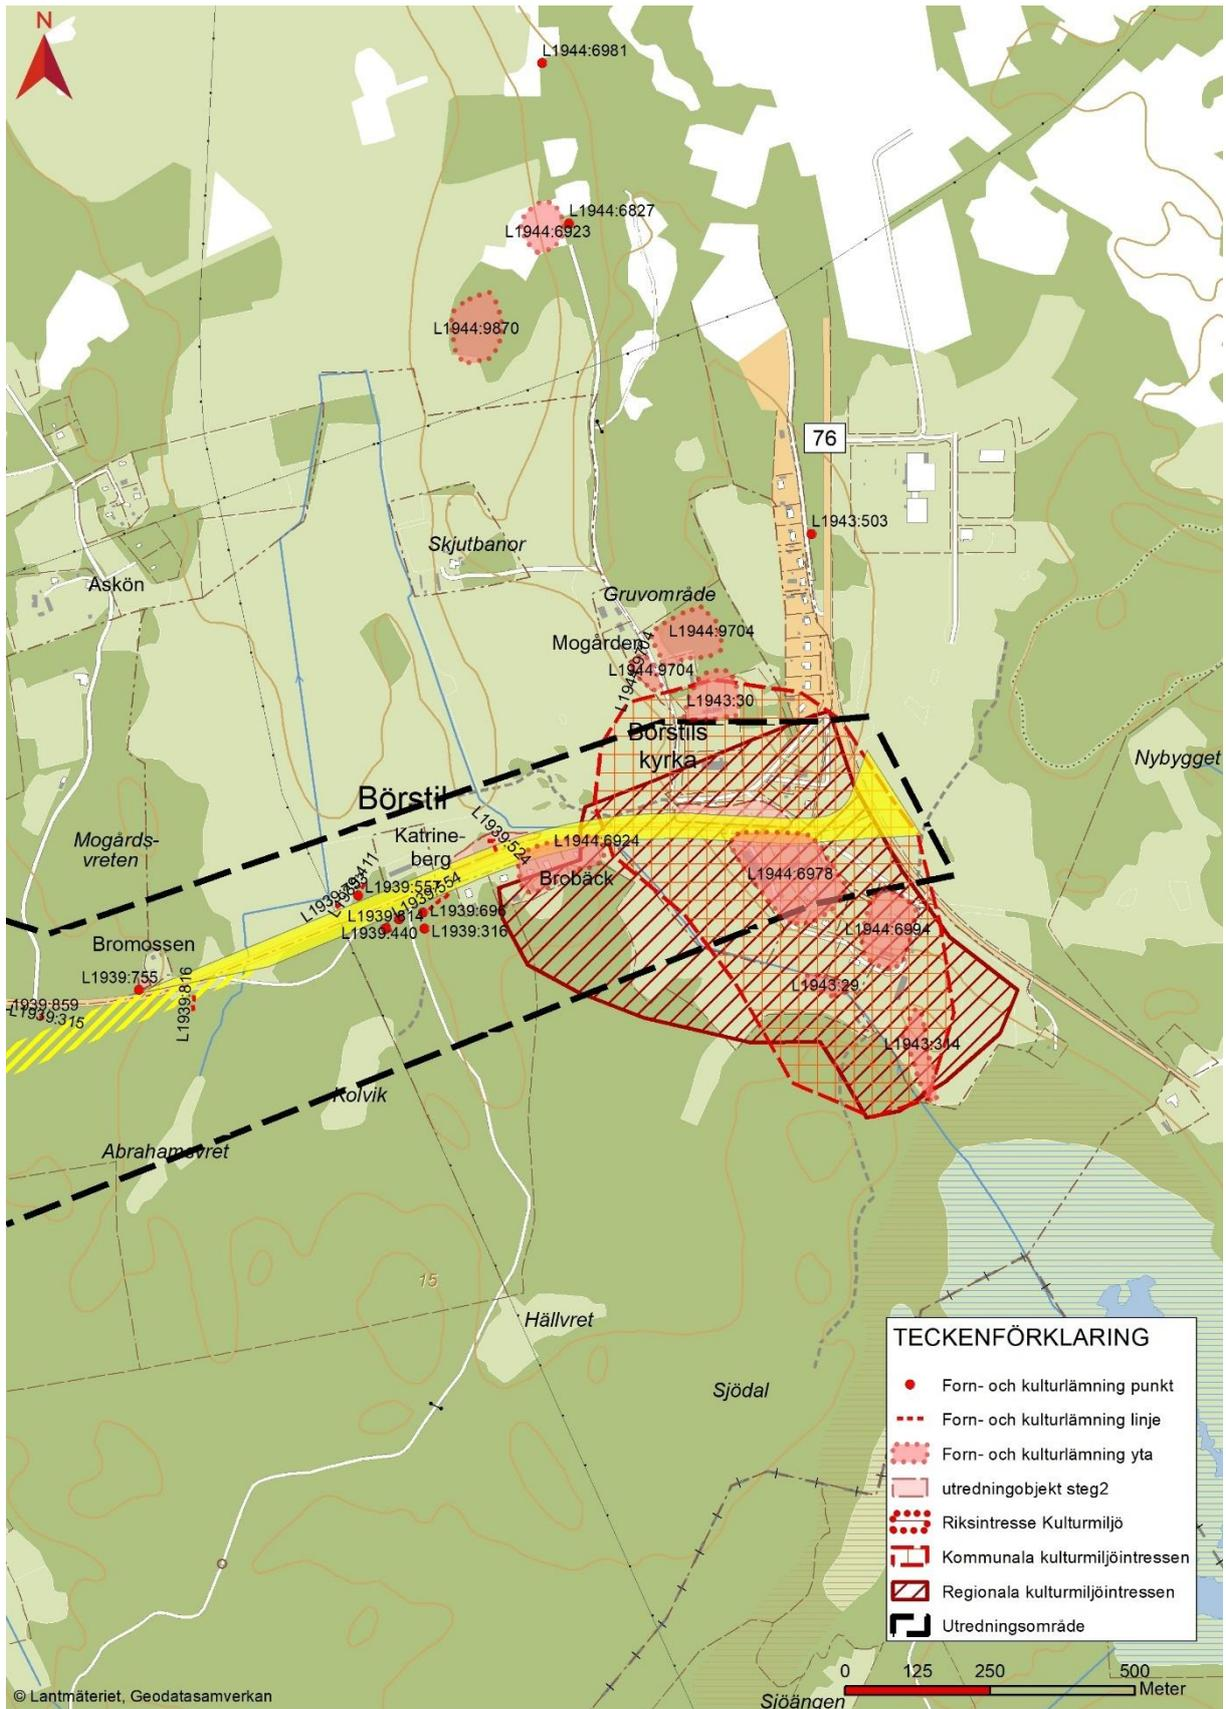 N
L1944:6981
L1944:6827
L1944:6923
L1944:9870
76
L1943:503
Skjutbanor
Askön
Gruvområde
L1944:9704
Mogården
L1944:9704
L1944:9704
L1943:30
Börstils
kyrka
Nybygget
Börstil
Mogårds-
vreten
Katrine-
berg
L1939:524
L1944:6924
Brobäck
L1944:6978
L1939:557
L1939:554
L1939:696
L1939:814
L1939:440
L1939:316
L1944:6994
Bromossen
L1939:755
L1939:816
1939:859
L1939:315
L1943:29
L1943:314
Kolvik
Abrahamsvret
15
Hällvret
Sjödal
TECKENFÖRKLARING
Forn- och kulturlämning punkt
Forn- och kulturlämning linje
Forn- och kulturlämning yta
utredningobjekt steg2
Riksintresse Kulturmiljö
Kommunala kulturmiljöintressen
Regionala kulturmiljöintressen
Utredningsområde
0 125 250 500
Meter
Sjöängen
© Lantmäteriet, Geodatasamverkan